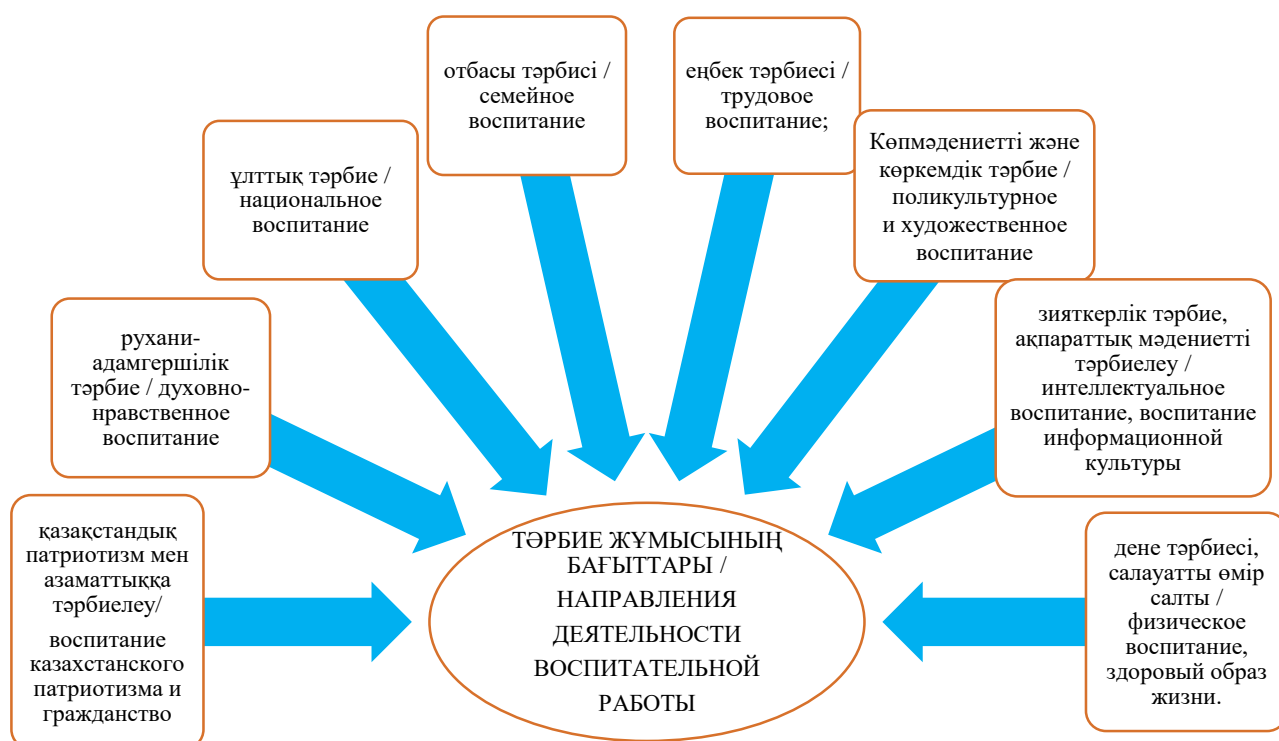 отбасы тәрбисі /
семейное
воспитание
еңбек тәрбиесі /
трудовое
воспитание;
ұлттық тәрбие /
национальное
воспитание
Көпмәдениетті және
көркемдік тәрбие /
поликультурное
и художественное
воспитание
рухани-
адамгершілік
тәрбие / духовно-
нравственное
воспитание
зияткерлік тәрбие,
ақпараттық мәдениетті
тәрбиелеу /
интеллектуальное
воспитание, воспитание
информационной
культуры
қазақстандық
патриотизм мен
азаматтыққа
тәрбиелеу/
воспитание
казахстанского
патриотизма и
гражданство
ТӘРБИЕ ЖҰМЫСЫНЫҢ
БАҒЫТТАРЫ /
НАПРАВЛЕНИЯ
ДЕЯТЕЛЬНОСТИ
ВОСПИТАТЕЛЬНОЙ
РАБОТЫ
дене тәрбиесі,
салауатты өмір
салты /
физическое
воспитание,
здоровый образ
жизни.